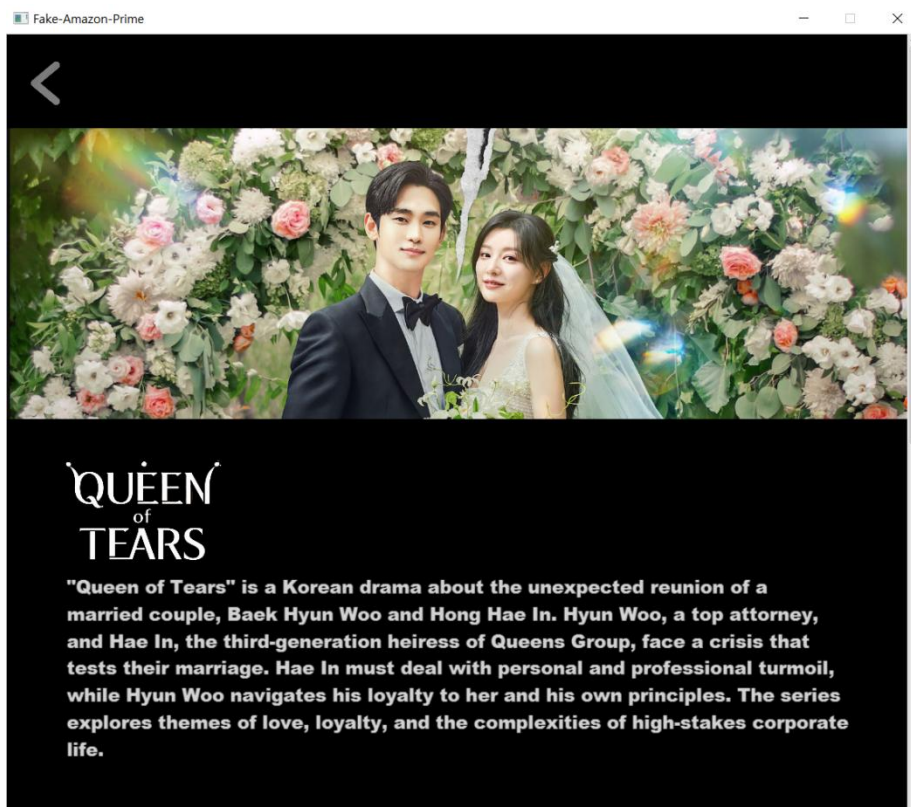 Fake-Amazon-Prime
QUEEN
of
TEARS
"Queen of Tears" is a Korean drama about the unexpected reunion of a
married couple, Baek Hyun Woo and Hong Hae In. Hyun Woo, a top attorney,
and Hae In, the third-generation heiress of Queens Group, face a crisis that
tests their marriage. Hae In must deal with personal and professional turmoil,
while Hyun Woo navigates his loyalty to her and his own principles. The series
explores themes of love, loyalty, and the complexities of high-stakes corporate
life.